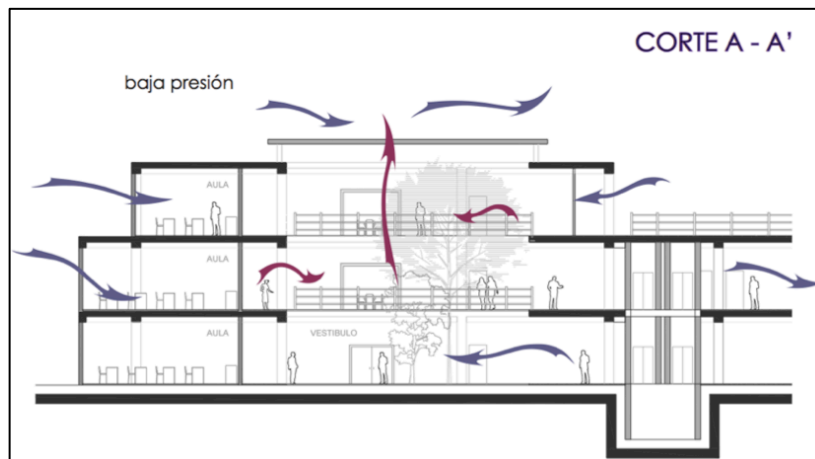 CORTE A - A'
baja presión
AULA
AULA
AULA
VESTIBULO